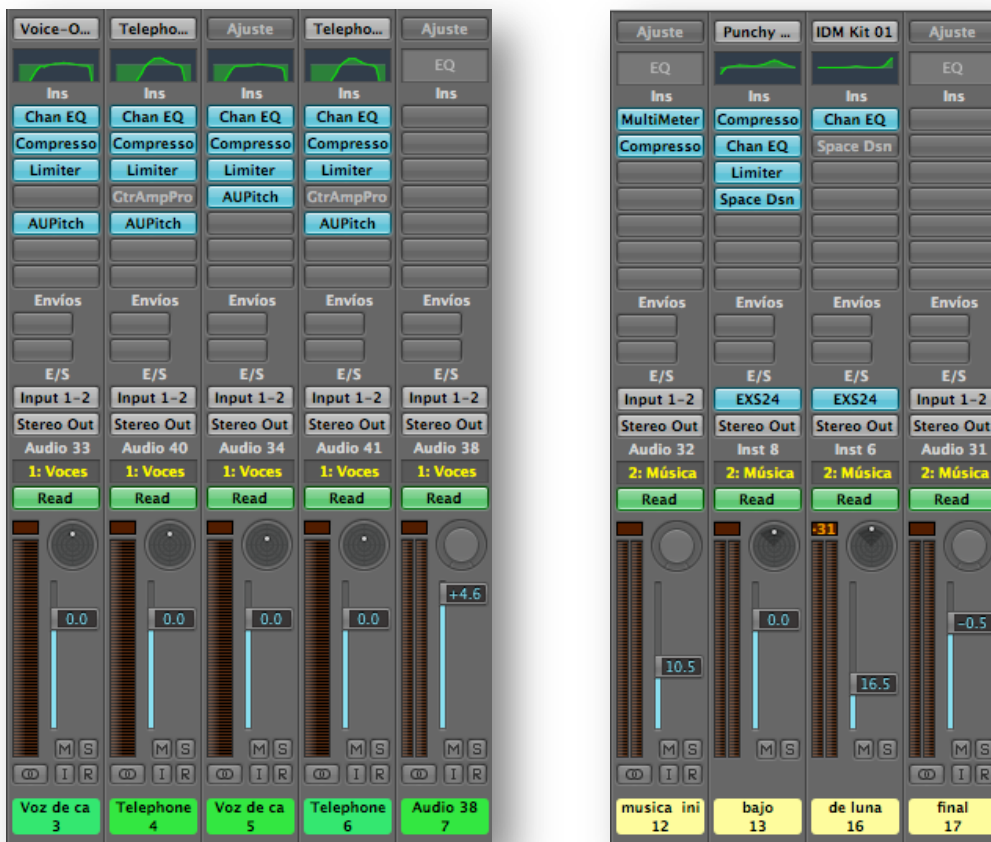 Voice-O... Telepho... Ajuste Telepho... Ajuste
EQ
Ins Ins Ins Ins Ins
Chan EQ Chan EQ Chan EQ Chan EQ
Compresso Compresso Compresso Compresso
Limiter Limiter Limiter Limiter
GtrAmpPro AUPitch GtrAmpPro
AUPitch AUPitch AUPitch
Envíos Envíos Envíos Envíos Envíos
E/S E/S E/S E/S E/S
Input 1-2 Input 1-2 Input 1-2 Input 1-2 Input 1-2
Stereo Out Stereo Out Stereo Out Stereo Out Stereo Out
Audio 33 Audio 40 Audio 34 Audio 41 Audio 38
1: Voces 1: Voces 1: Voces 1: Voces 1: Voces
Read Read Read Read Read
+4.6
0.0 0.0 0.0 0.0
M S M S M S M S M S
I R I R I R I R I R
Voz de ca Telephone Voz de ca Telephone Audio 38
3 4 5 6 7
Ajuste Punchy ... IDM Kit 01 Ajuste
EQ EQ
Ins Ins Ins Ins
MultiMeter Compresso Chan EQ
Compresso Chan EQ Space Dsn
Limiter
Space Dsn
Envíos Envíos Envíos Envíos
E/S E/S E/S E/S
Input 1-2 EXS24 EXS24 Input 1-2
Stereo Out Stereo Out Stereo Out Stereo Out
Audio 32 Inst 8 Inst 6 Audio 31
2: Música 2: Música 2: Música 2: Música
Read Read Read Read
-31
0.0 -0.5
10.5
16.5
M S M S M S M S
I R I R
musica ini bajo de luna final
12 13 16 17